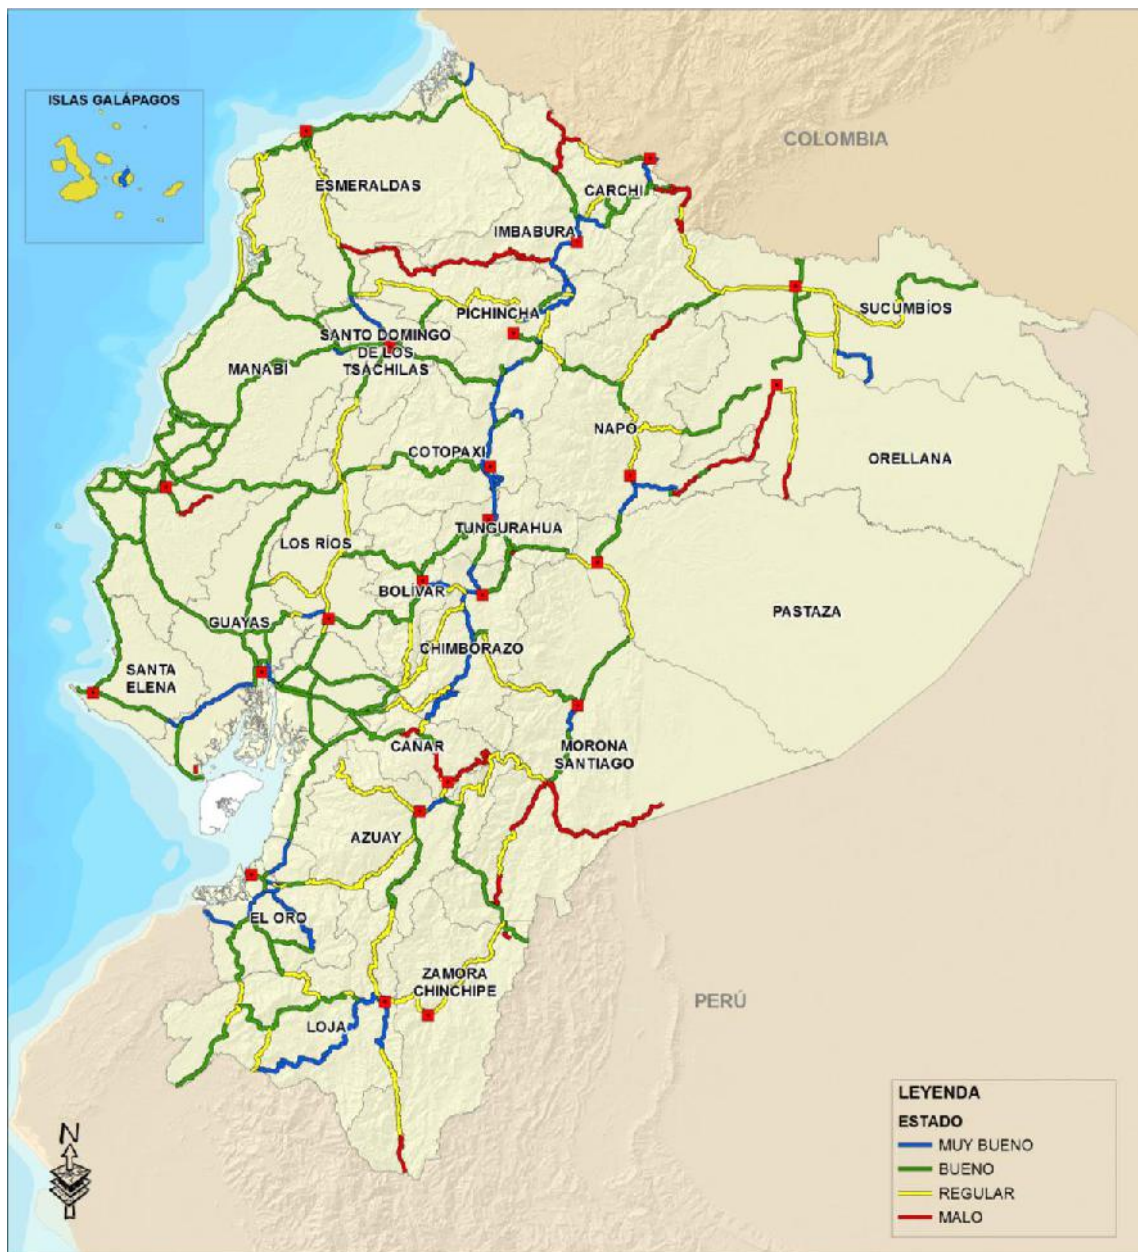 ISLAS GALÁPAGOS
COLOMBIA
ESMERALDAS
CARCHI
IMBABURA
SUCUMBÍOS
PICHINCHA
SANTO DOMINGO
DE LOS
TSACHILAS
MANABÍ
NAPO
COTOPAXI
ORELLANA
TUNGURAHUA
LOS RÍOS
BOLÍVAR
PASTAZA
GUAYAS
CHIMBORAZO
SANTA
ELENA
CAÑAR
MORONA
SANTIAGO
AZUAY
EL ORO
ZAMORA
CHINCHIPE
PERÚ
LOJA
LEYENDA
ESTADO
MUY BUENO
BUENO
REGULAR
MALO
N